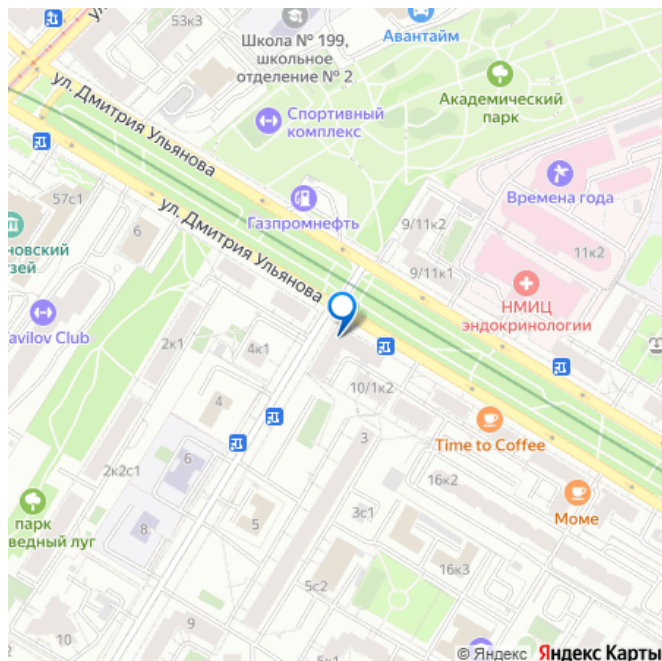 53к3
Школа № 199,
школьное
отделение № 2
Авантайм
Академический
парк
ул. Дмитрия Ульянова
Спортивный
комплекс
57с1
ул. Дмитрия Ульянова
Газпромнефть
Времена года
9/11к2
6
новский
зей
9/11к1
11к2
НМИЦ
эндокринологии
avilov Club
2к1
4к1
10/1к2
4
3
Time to Coffee
6
2к2с1
16к2
парк
ведный луг
8
5
3с1
Моме
5с2
16к3
9
10
5к1
© Яндекс Яндекс Карты